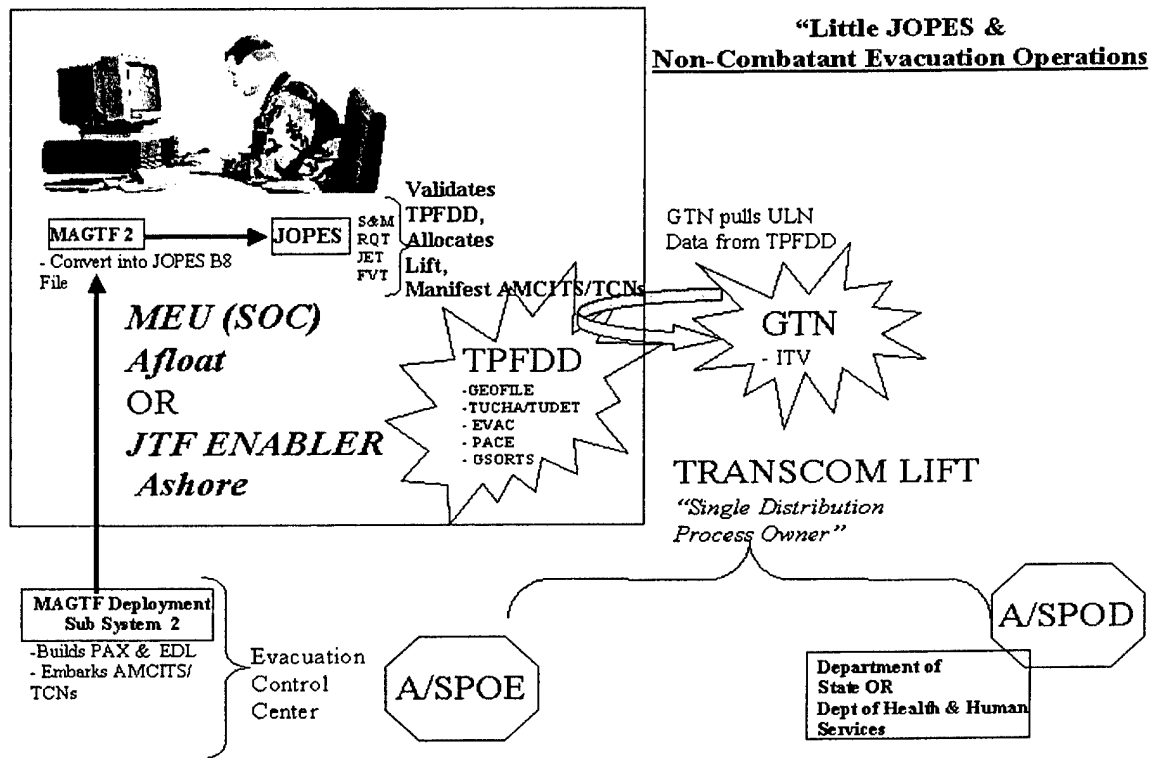 “Little JOPES &
Non-Combatant Evacuation Operations
MAGTF 2
- Convert into JOPES B8
File
JOPES
S&M
RQT
JET
FVT
Validates
TPFDD,
Allocates
Lift,
Manifest AMCITS/TCNs
GTN pulls ULN
Data from TPFDD
GTN
- ITV
MEU (SOC)
Afloat
OR
JTF ENABLER
Ashore
TPFDD
-GEOFILE
-TUCHA/TUDET
- EVAC
- PACE
- GSORTS
TRANSCOM LIFT
“Single Distribution
Process Owner”
MAGTF Deployment
Sub System 2
-Builds PAX & EDL
- Embarks AMCITS/
TCNs
Evacuation
Control
Center
A/SPOE
A/SPOD
Department of
State OR
Dept of Health & Human
Services